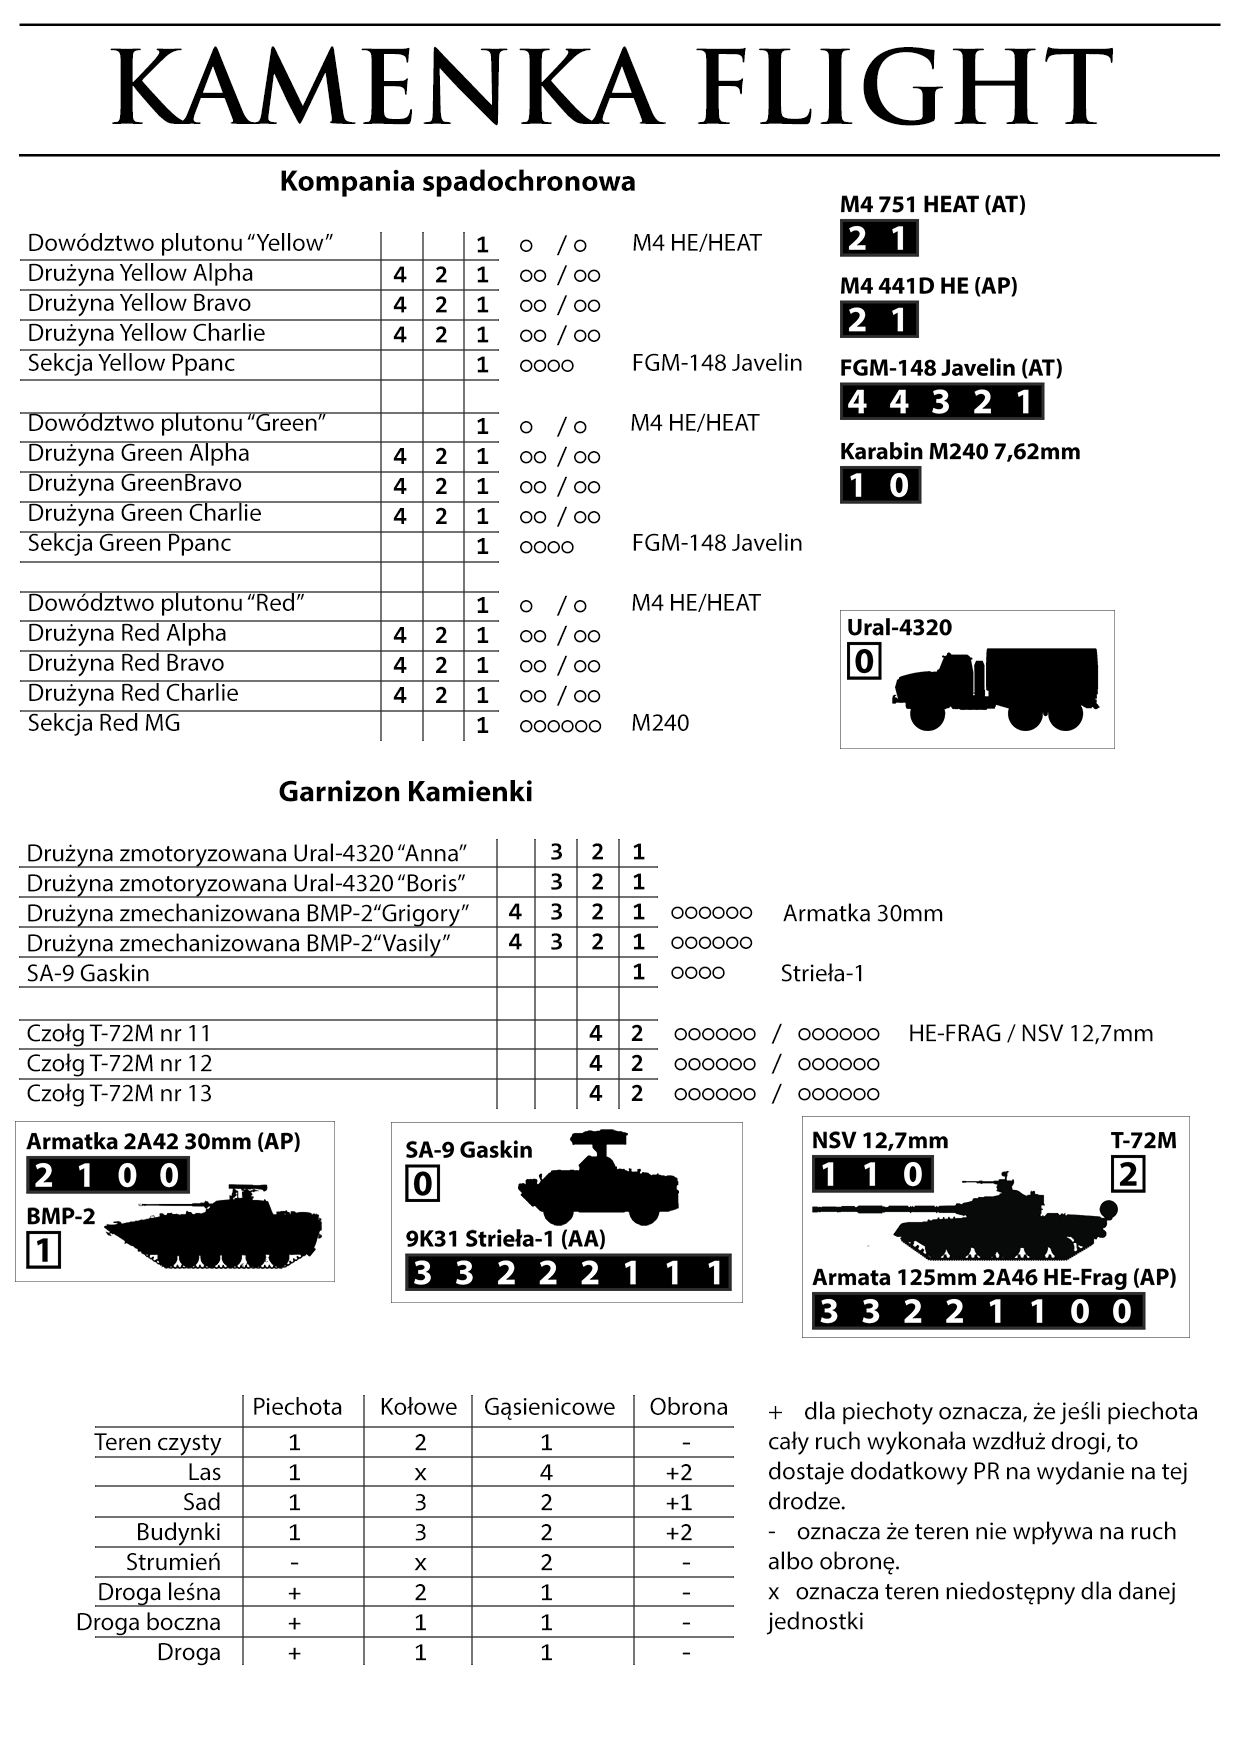 KAMENKA FLIGHT
Kompania spadochronowa
Dowództwo plutonu “Yellow” 1 o / o M4 HE/HEAT
Drużyna Yellow Alpha 4 2 1 oo / oo
Drużyna Yellow Bravo 4 2 1 oo / oo
Drużyna Yellow Charlie 4 2 1 oo / oo
Sekcja Yellow Ppanc 1 oooo FGM-148 Javelin
Dowództwo plutonu “Green” 1 o / o M4 HE/HEAT
Drużyna Green Alpha 4 2 1 oo / oo
Drużyna GreenBravo 4 2 1 oo / oo
Drużyna Green Charlie 4 2 1 oo / oo
Sekcja Green Ppanc 1 oooo FGM-148 Javelin
Dowództwo plutonu “Red” 1 o / o M4 HE/HEAT
Drużyna Red Alpha 4 2 1 oo / oo
Drużyna Red Bravo 4 2 1 oo / oo
Drużyna Red Charlie 4 2 1 oo / oo
Sekcja Red MG 1 oooooo M240
M4 751 HEAT (AT)
2 1
M4 441D HE (AP)
2 1
FGM-148 Javelin (AT)
4 4 3 2 1
Karabin M240 7,62mm
1 0
Ural-4320
0
Garnizon Kamienki
Drużyna zmotoryzowana Ural-4320 “Anna” 3 2 1
Drużyna zmotoryzowana Ural-4320 “Boris” 3 2 1
Drużyna zmechanizowana BMP-2“Grigory” 4 3 2 1 oooooo Armatka 30mm
Drużyna zmechanizowana BMP-2“Vasily” 4 3 2 1 oooooo
SA-9 Gaskin 1 oooo Strieła-1
Czołg T-72M nr 11 4 2 oooooo / oooooo HE-FRAG / NSV 12,7mm
Czołg T-72M nr 12 4 2 oooooo / oooooo
Czołg T-72M nr 13 4 2 oooooo / oooooo
Armatka 2A42 30mm (AP)
2 1 0 0
BMP-2
1
SA-9 Gaskin
0
9K31 Strieła-1 (AA)
3 3 2 2 2 1 1 1
NSV 12,7mm T-72M
1 1 0 2
Armata 125mm 2A46 HE-Frag (AP)
3 3 2 2 1 1 0 0
Piechota Kołowe Gąsienicowe Obrona
Teren czysty 1 2 1 -
Las 1 x 4 +2
Sad 1 3 2 +1
Budynki 1 3 2 +2
Strumień - x 2 -
Droga leśna + 2 1 -
Droga boczna + 1 1 -
Droga + 1 1 -
+ dla piechoty oznacza, że jeśli piechota
cały ruch wykonała wzdłuż drogi, to
dostaje dodatkowy PR na wydanie na tej
drodze.
- oznacza że teren nie wpływa na ruch
albo obronę.
x oznacza teren niedostępny dla danej
jednostki